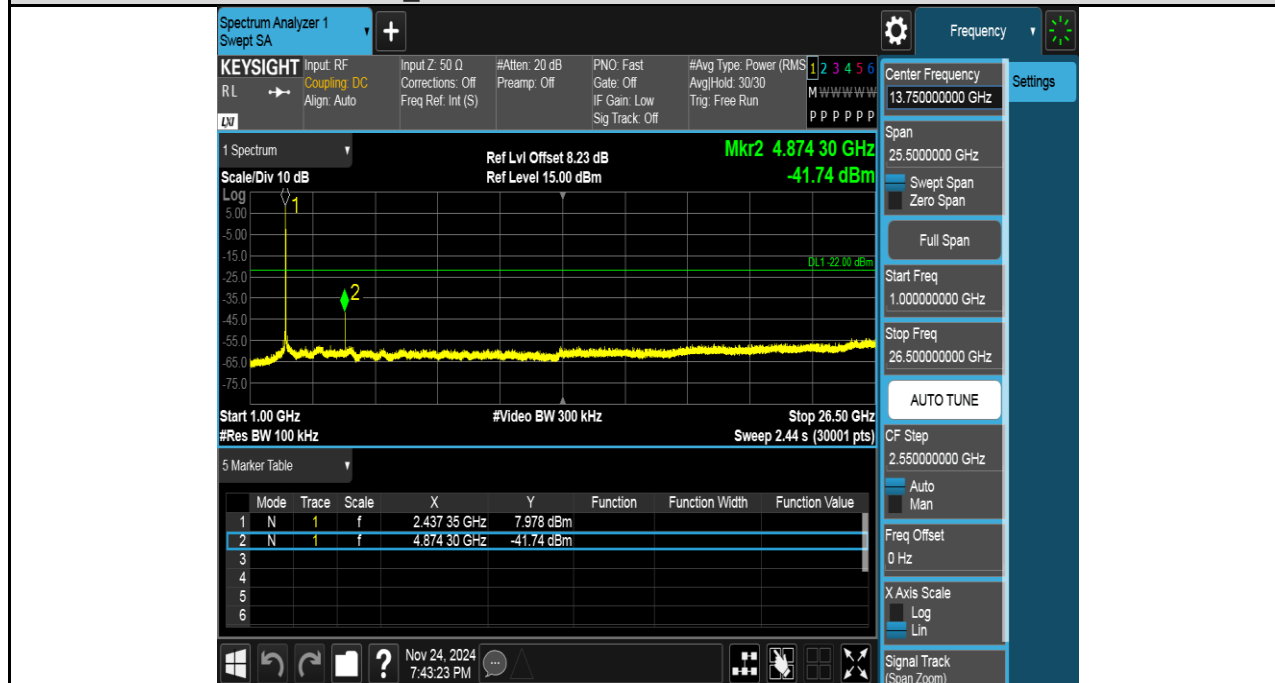 Spectrum Analyzer 1
Swept SA
+
Frequency
KEYSIGHT
RL
LXI
Input: RF
Coupling: DC
Align: Auto
Input Z: 50 Ω
Corrections: Off
Freq Ref: Int (S)
#Atten: 20 dB
Preamp: Off
PNO: Fast
Gate: Off
IF Gain: Low
Sig Track: Off
#Avg Type: Power (RMS
Avg|Hold: 30/30
Trig: Free Run
1 2 3 4 5 6
M W W W W W
P P P P P P
1 Spectrum
Scale/Div 10 dB
Ref Lvl Offset 8.23 dB
Ref Level 15.00 dBm
Mkr2 4.874 30 GHz
-41.74 dBm
Log
5.00
-5.00
-15.0
-25.0
-35.0
-45.0
-55.0
-65.0
-75.0
1
2
DL1 -22.00 dBm
Start 1.00 GHz
#Video BW 300 kHz
Stop 26.50 GHz
#Res BW 100 kHz
Sweep 2.44 s (30001 pts)
5 Marker Table
Mode Trace Scale X Y Function Function Width Function Value
1 N 1 f 2.437 35 GHz 7.978 dBm
2 N 1 f 4.874 30 GHz -41.74 dBm
3
4
5
6
Nov 24, 2024
7:43:23 PM
?
Center Frequency
13.750000000 GHz
Settings
Span
25.5000000 GHz
Swept Span
Zero Span
Full Span
Start Freq
1.000000000 GHz
Stop Freq
26.500000000 GHz
AUTO TUNE
CF Step
2.550000000 GHz
Auto
Man
Freq Offset
0 Hz
X Axis Scale
Log
Lin
Signal Track
(Span Zoom)